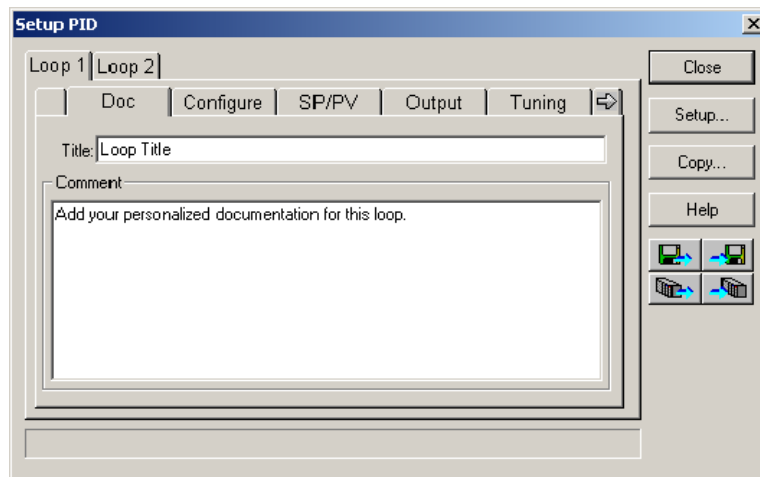 Setup PID
Loop 1 Loop 2
Doc Configure SP/PV Output Tuning
Title: Loop Title
Comment
Add your personalized documentation for this loop.
Close
Setup...
Copy...
Help